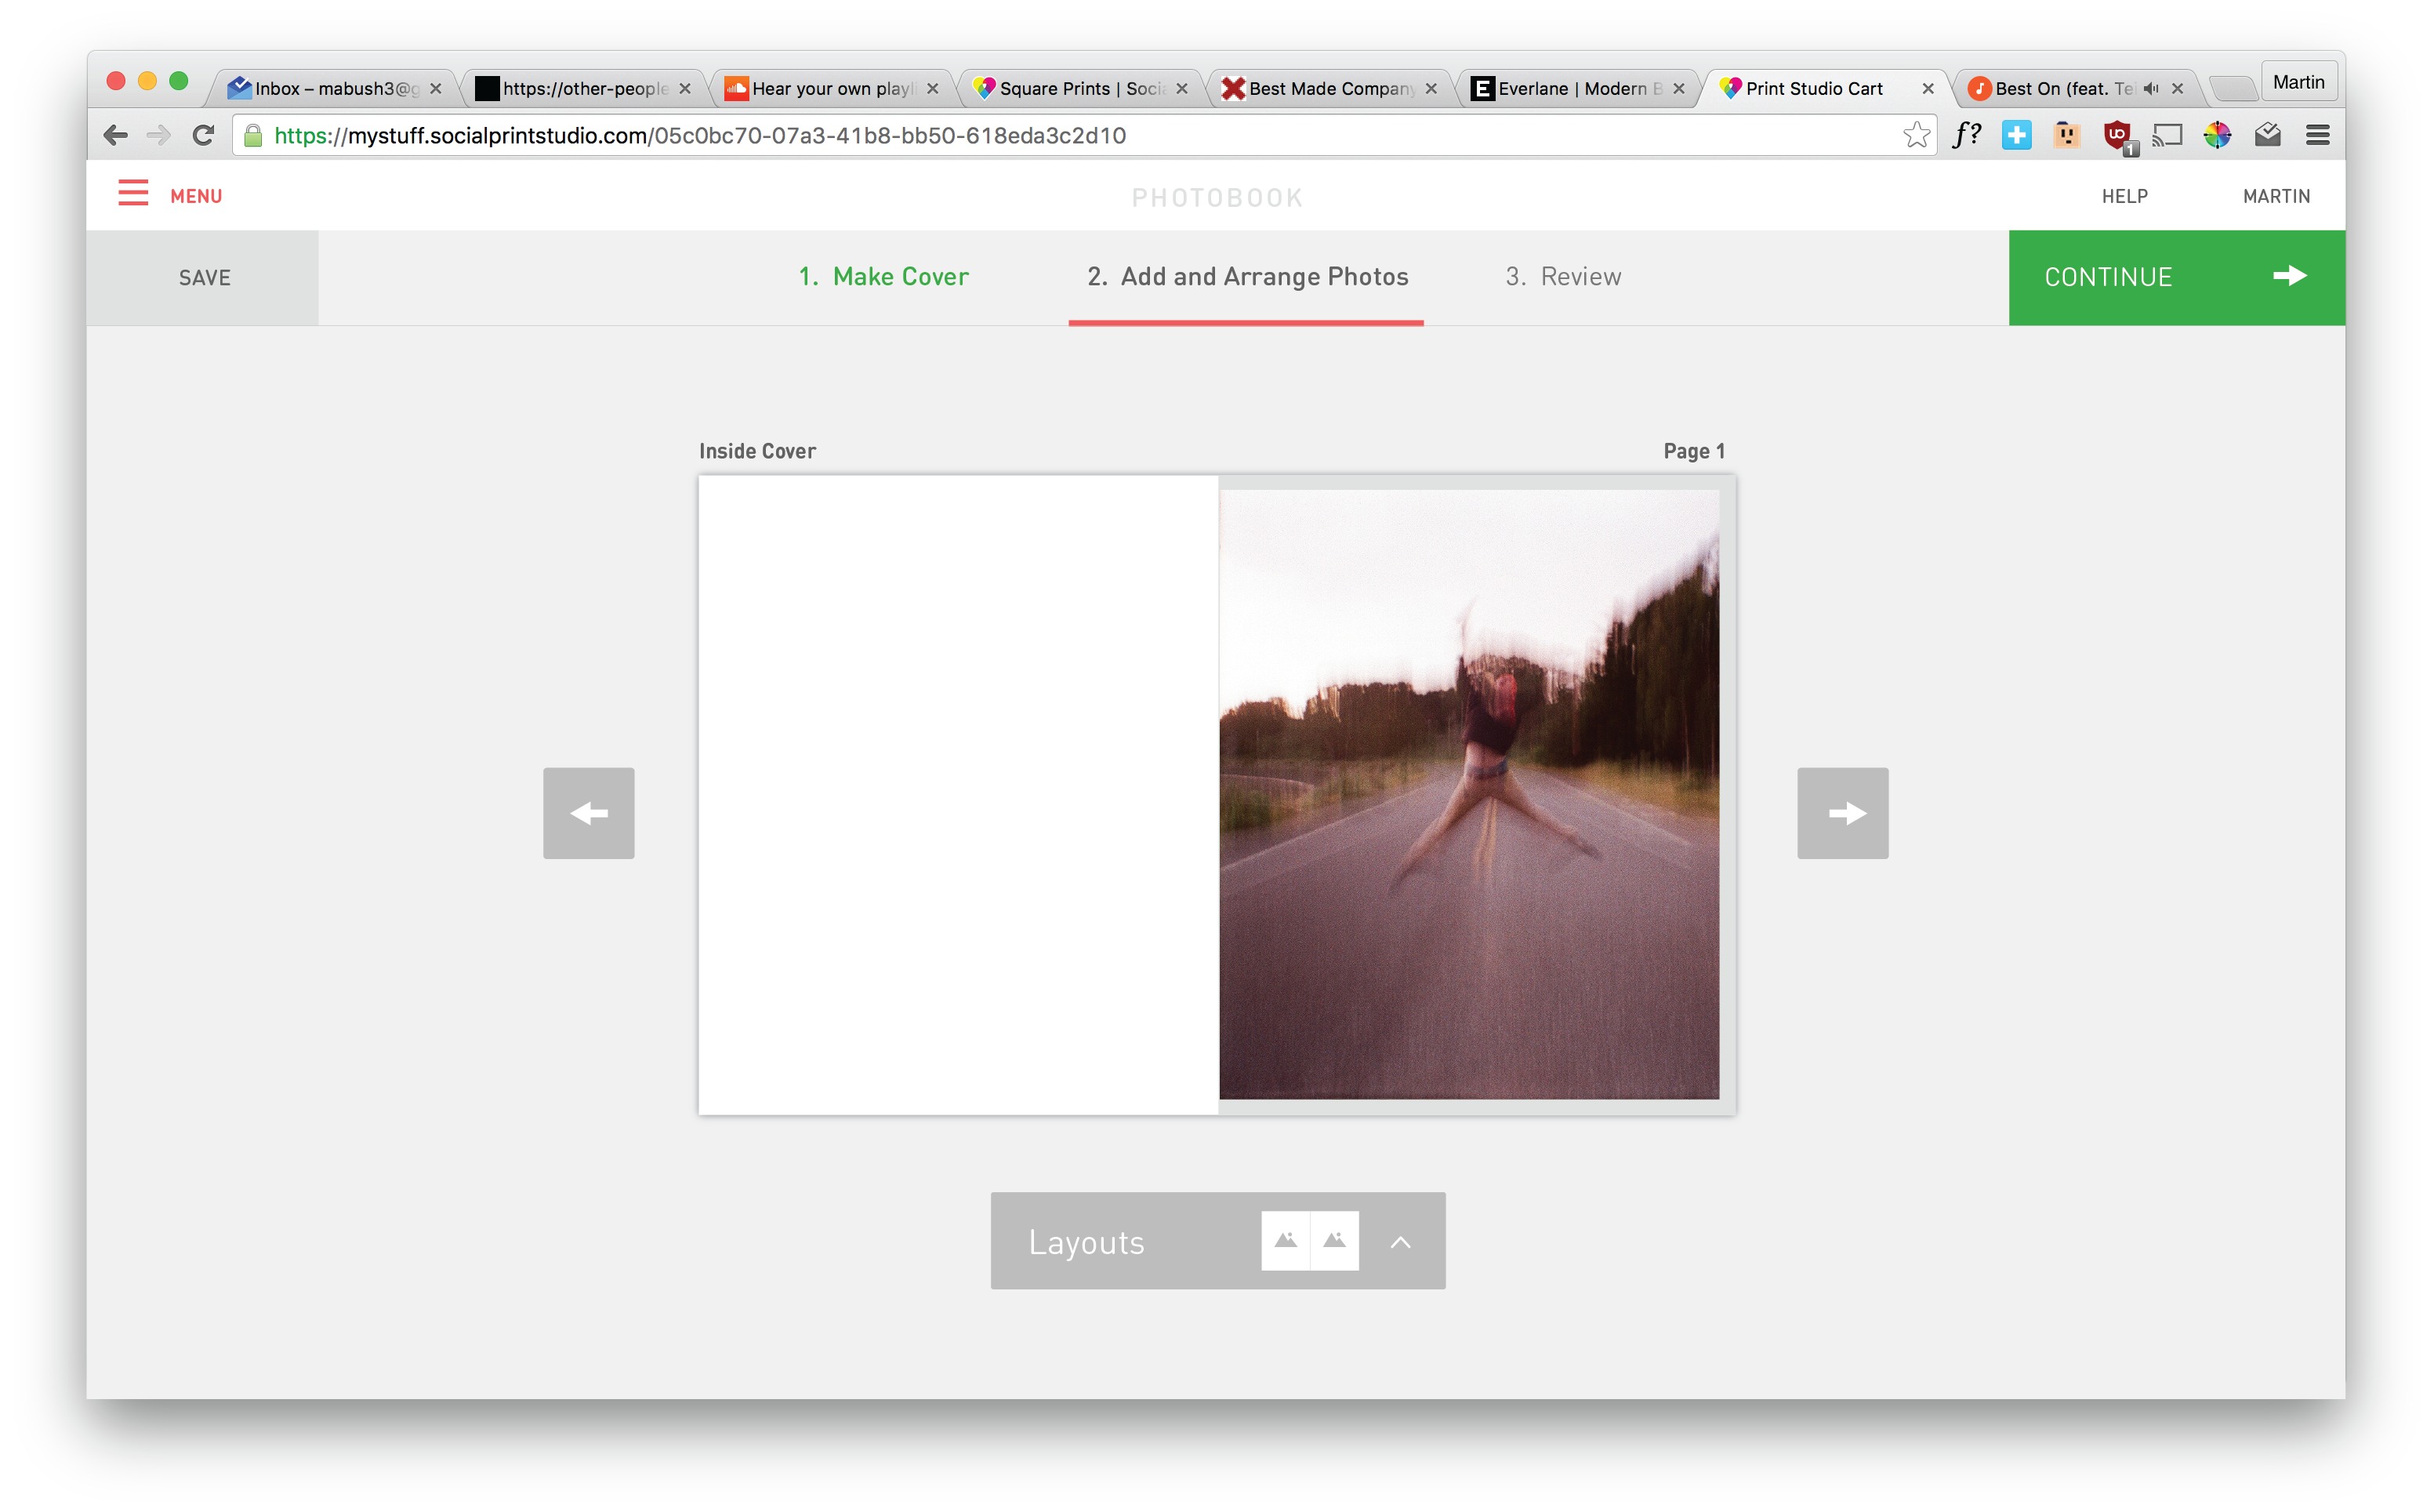 Inbox – mabush3@g
https://other-people
Hear your own playl
Square Prints | Socia
Best Made Company
E Everlane | Modern B
Print Studio Cart
Best On (feat. Tei
Martin
https://mystuff.socialprintstudio.com/05c0bc70-07a3-41b8-bb50-618eda3c2d10
f?
1
MENU
PHOTOBOOK
HELP
MARTIN
SAVE
1. Make Cover
2. Add and Arrange Photos
3. Review
CONTINUE
Inside Cover
Page 1
Layouts